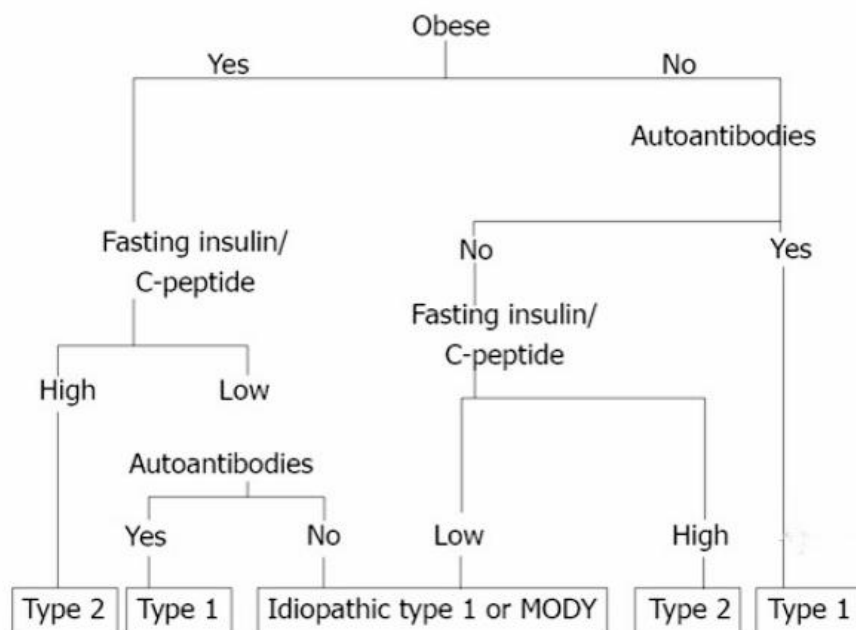 Obese
Yes
No
Autoantibodies
Fasting insulin/
C-peptide
No
Yes
Fasting insulin/
C-peptide
High
Low
Autoantibodies
Yes
No
Low
High
Type 2
Type 1
Idiopathic type 1 or MODY
Type 2
Type 1